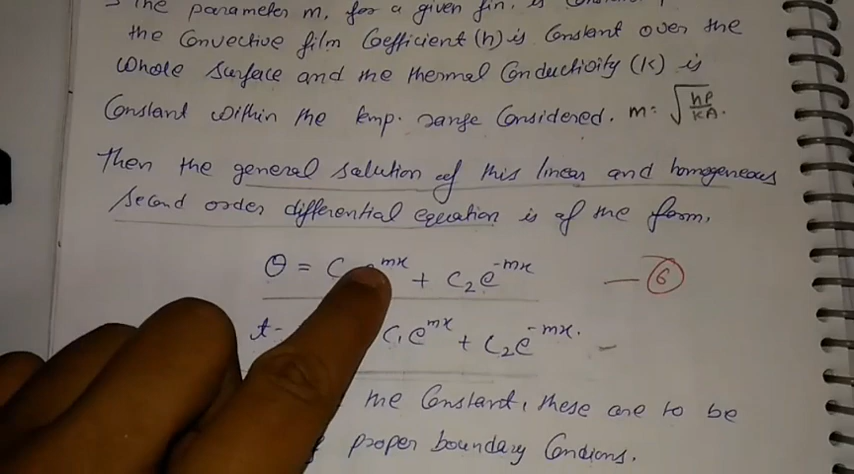 the parameter m, for a given fin, is
the Convective film Coefficient (h) is Constant over the
whole surface and the thermal Conductivity (K) is
Constant within the temp. range Considered. m = √hP/KA.
Then the general solution of this linear and homogeneous
second order differential equation is of the form,
θ = C e^mx + C₂e^-mx — ⑥
t- C₁e^mx + C₂e^-mx. -
the Constant, these are to be
proper boundary Condions.